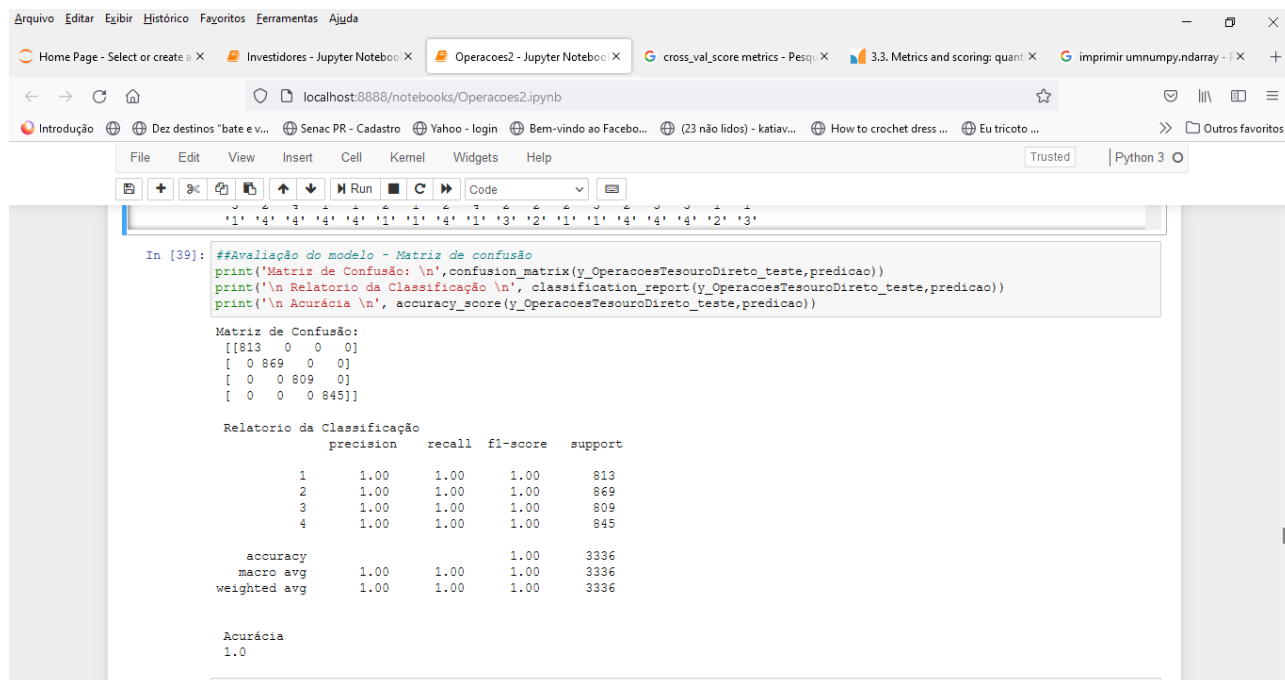 Arquivo Editar Exibir Histórico Favoritos Ferramentas Ajuda
Home Page - Select or create a Investidores - Jupyter Noteboo Operacoes2 - Jupyter Notebool cross_val_score metrics - Pesqu 3.3. Metrics and scoring: quant imprimir umnumpy.ndarray -
localhost:8888/notebooks/Operacoes2.ipynb
Introdução Dez destinos "bate e v... Senac PR - Cadastro Yahoo - login Bem-vindo ao Facebo... (23 não lidos) - katiav... How to crochet dress ... Eu tricoto ... Outros favoritos
File Edit View Insert Cell Kernel Widgets Help Trusted Python 3
Run Code
'1' '4' '4' '4' '4' '1' '1' '4' '1' '3' '2' '1' '1' '4' '4' '4' '2' '3'
In [39]: ##Avaliação do modelo - Matriz de confusão
print('Matriz de Confusão: \n',confusion_matrix(y_OperacoesTesouroDireto_teste,predicao))
print('\n Relatorio da Classificação \n', classification_report(y_OperacoesTesouroDireto_teste,predicao))
print('\n Acurácia \n', accuracy_score(y_OperacoesTesouroDireto_teste,predicao))
Matriz de Confusão:
[[813 0 0 0]
[ 0 869 0 0]
[ 0 0 809 0]
[ 0 0 0 845]]
Relatorio da Classificação
precision recall f1-score support
1 1.00 1.00 1.00 813
2 1.00 1.00 1.00 869
3 1.00 1.00 1.00 809
4 1.00 1.00 1.00 845
accuracy 1.00 3336
macro avg 1.00 1.00 1.00 3336
weighted avg 1.00 1.00 1.00 3336
Acurácia
1.0